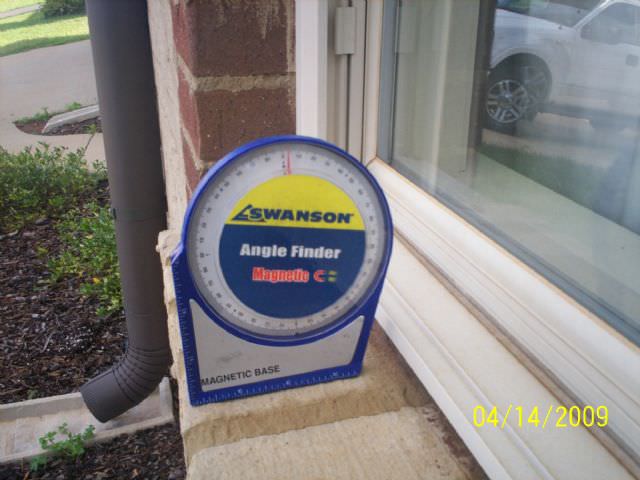 SWANSON
Angle Finder
Magnetic
MAGNETIC BASE
04/14/2009